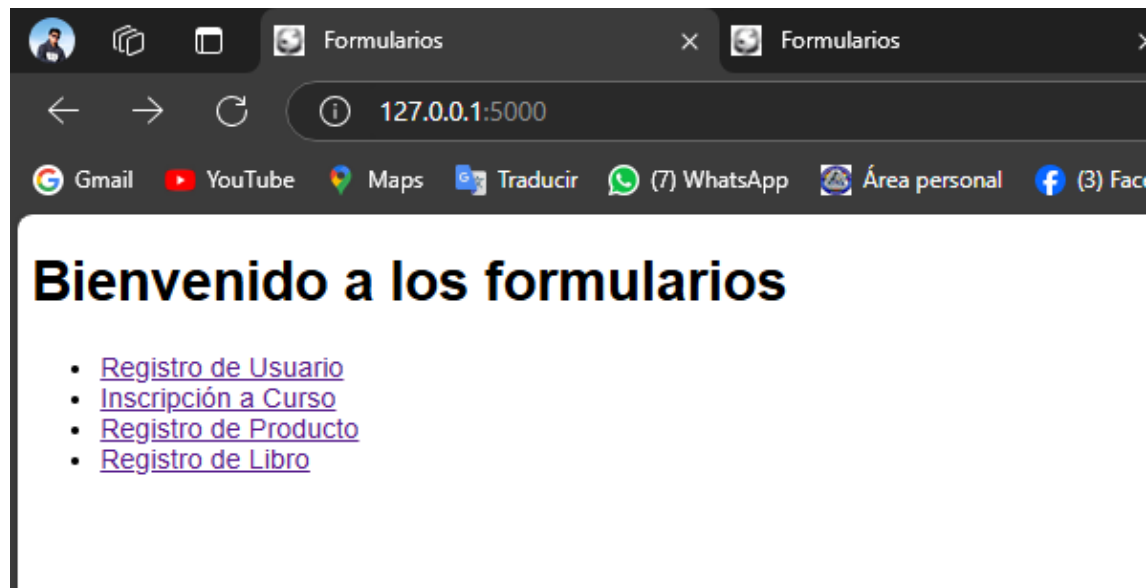 Formularios
Formularios
127.0.0.1:5000
Gmail YouTube Maps Traducir (7) WhatsApp Área personal (3)
Bienvenido a los formularios
Registro de Usuario
Inscripción a Curso
Registro de Producto
Registro de Libro